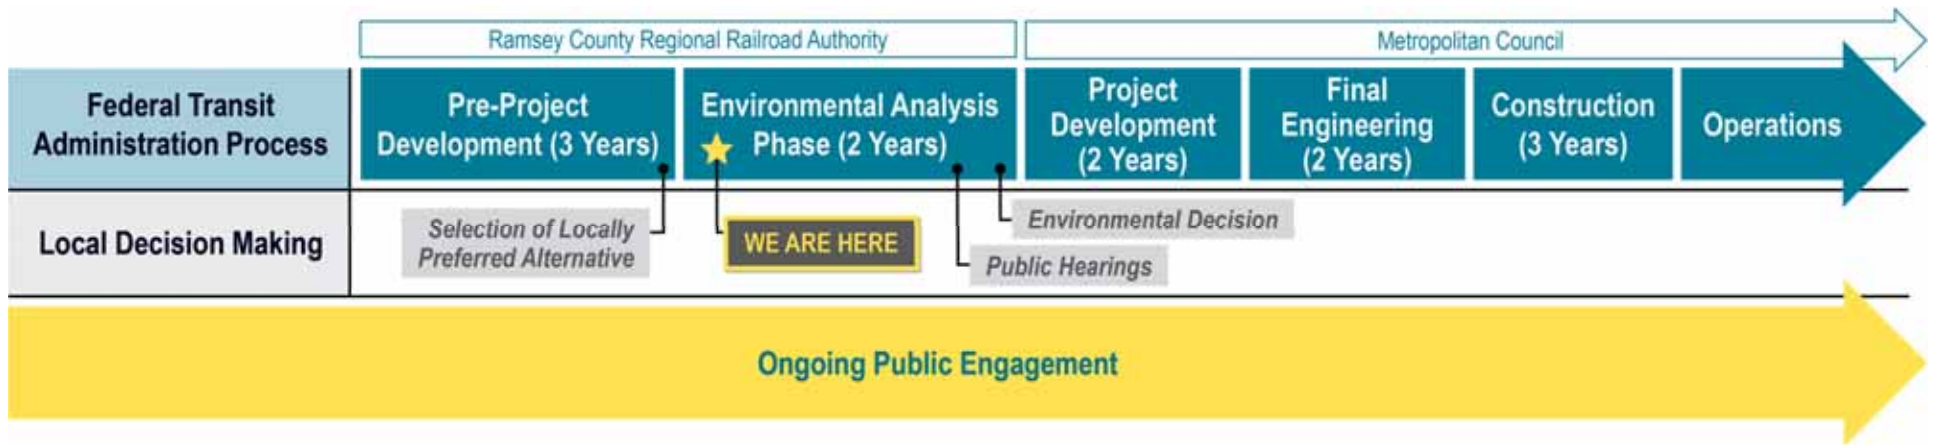 Ramsey County Regional Railroad Authority
Metropolitan Council
Federal Transit
Administration Process
Pre-Project
Development (3 Years)
Environmental Analysis
Phase (2 Years)
Project
Development
(2 Years)
Final
Engineering
(2 Years)
Construction
(3 Years)
Operations
Local Decision Making
Selection of Locally
Preferred Alternative
WE ARE HERE
Environmental Decision
Public Hearings
Ongoing Public Engagement